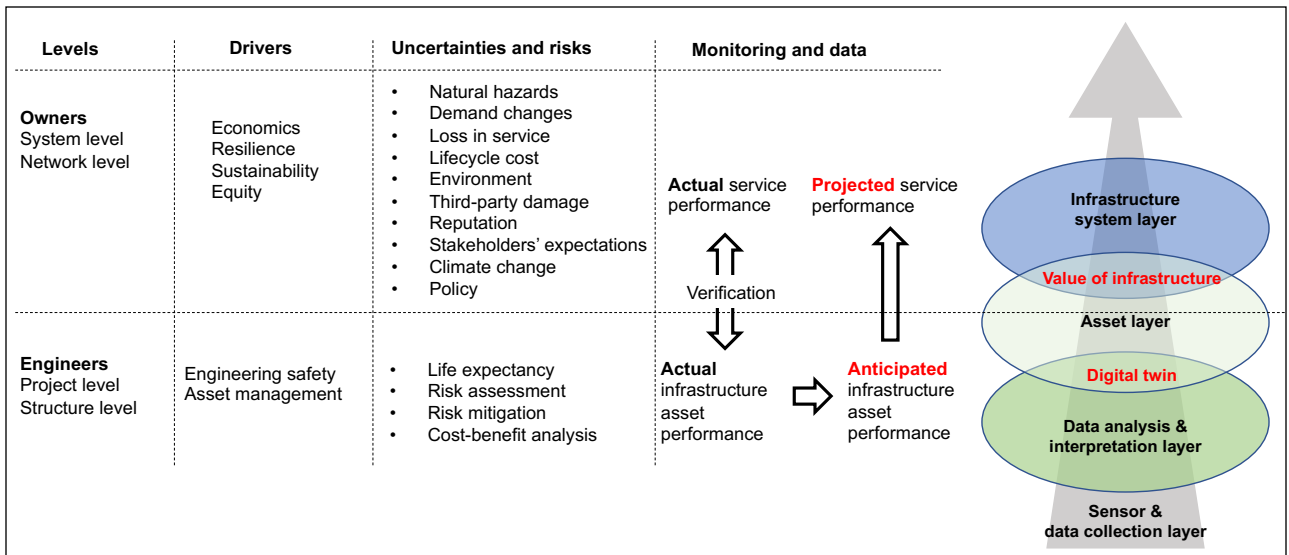 Levels
Drivers
Uncertainties and risks
Monitoring and data
Owners
System level
Network level
Economics
Resilience
Sustainability
Equity
• Natural hazards
• Demand changes
• Loss in service
• Lifecycle cost
• Environment
• Third-party damage
• Reputation
• Stakeholders' expectations
• Climate change
• Policy
Actual service
performance
Projected service
performance
Verification
Engineers
Project level
Structure level
Engineering safety
Asset management
• Life expectancy
• Risk assessment
• Risk mitigation
• Cost-benefit analysis
Actual
infrastructure
asset
performance
Anticipated
infrastructure
asset
performance
Infrastructure
system layer
Value of infrastructure
Asset layer
Digital twin
Data analysis &
interpretation layer
Sensor &
data collection layer